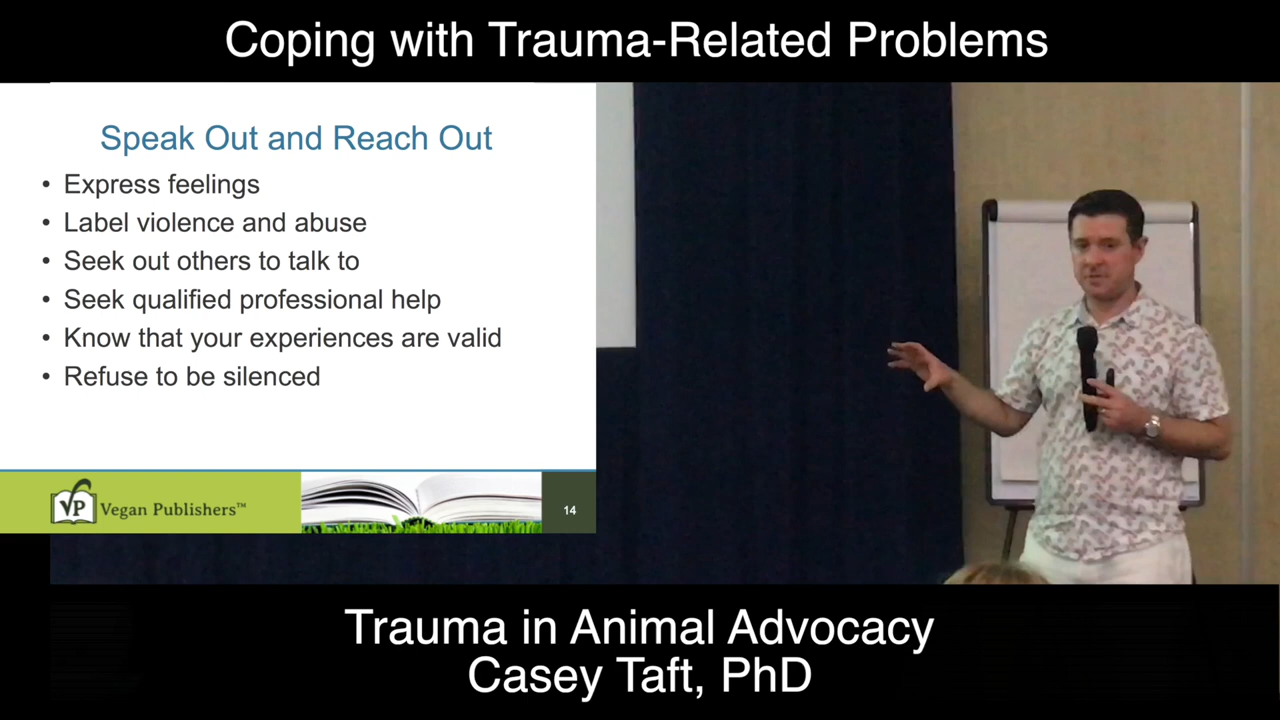 Coping with Trauma-Related Problems
Speak Out and Reach Out
• Express feelings
• Label violence and abuse
• Seek out others to talk to
• Seek qualified professional help
• Know that your experiences are valid
• Refuse to be silenced
VP Vegan Publishers™
14
Trauma in Animal Advocacy
Casey Taft, PhD